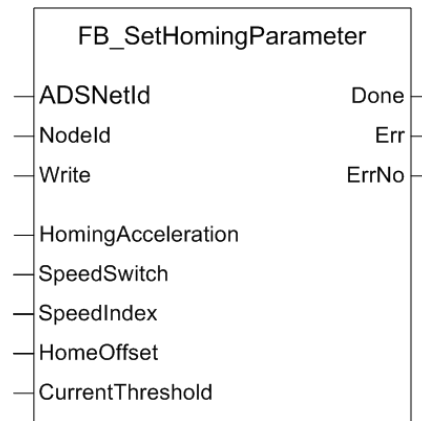 FB_SetHomingParameter
ADSNetId Done
NodeId Err
Write ErrNo
HomingAcceleration
SpeedSwitch
SpeedIndex
HomeOffset
CurrentThreshold